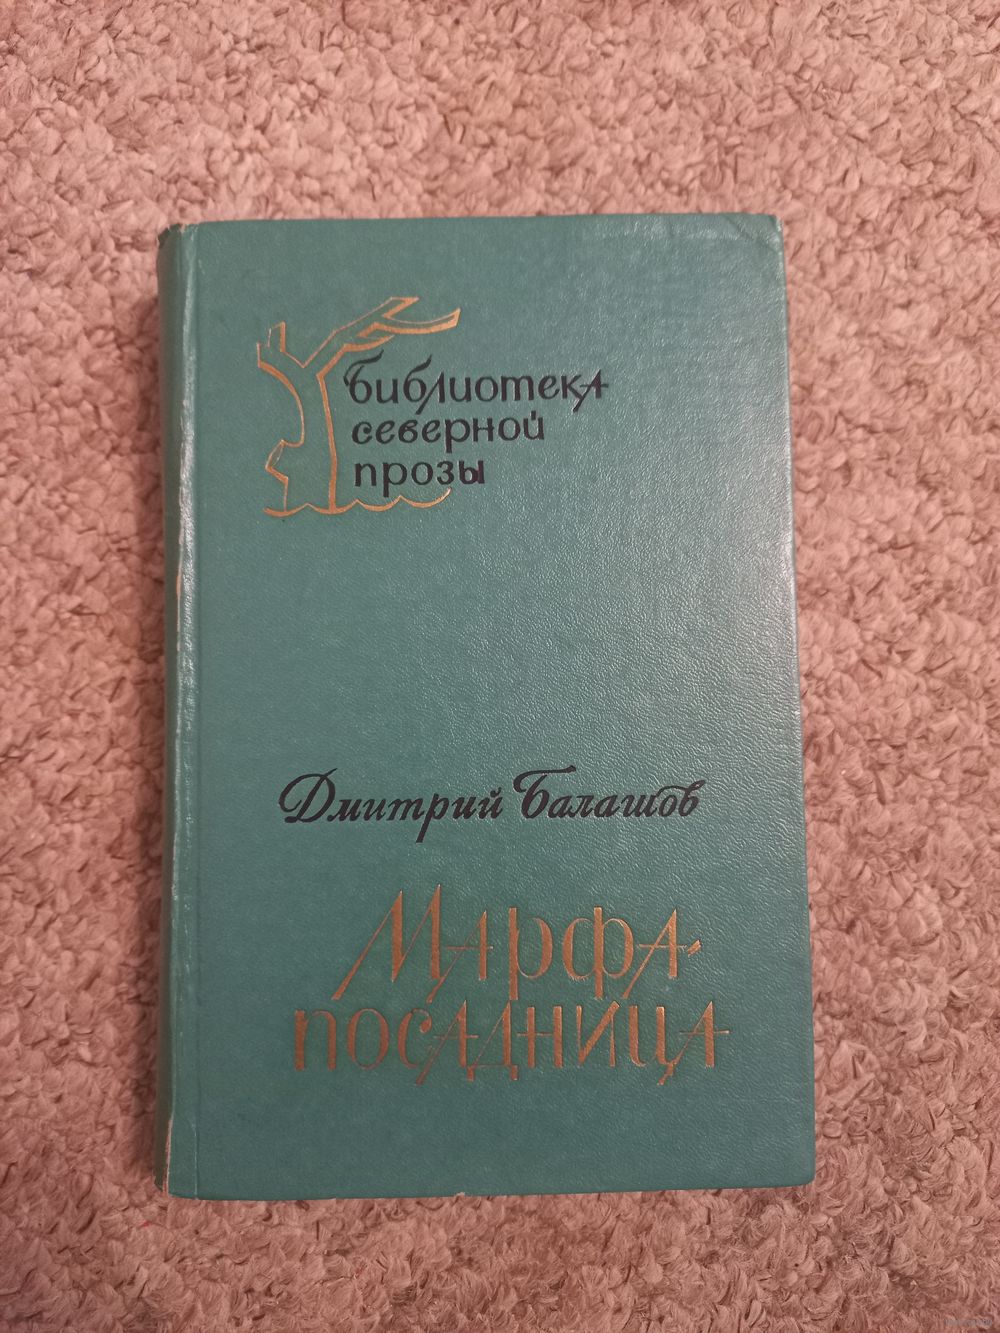 Библиотека
северной
прозы
Дмитрий Балашов
Марфа-
посадница